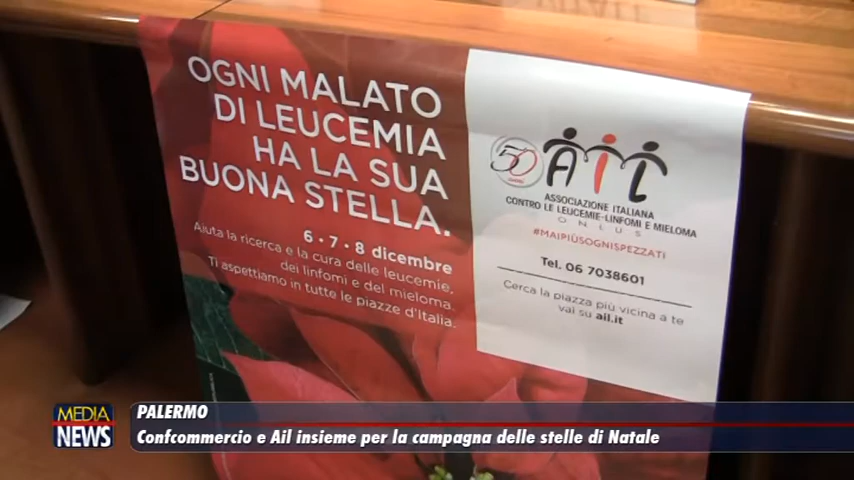 OGNI MALATO
DI LEUCEMIA
HA LA SUA
BUONA STELLA.
6 • 7 • 8 dicembre
Aiuta la ricerca e la cura delle leucemie,
dei linfomi e del mieloma.
Ti aspettiamo in tutte le piazze d'Italia.
50
AIL
ASSOCIAZIONE ITALIANA
CONTRO LE LEUCEMIE-LINFOMI E MIELOMA
ONLUS
#MAIPIÙSOGNISPEZZATI
Tel. 06 7038601
Cerca la piazza più vicina a te
vai su ail.it
MEDIA
NEWS
PALERMO
Confcommercio e Ail insieme per la campagna delle stelle di Natale